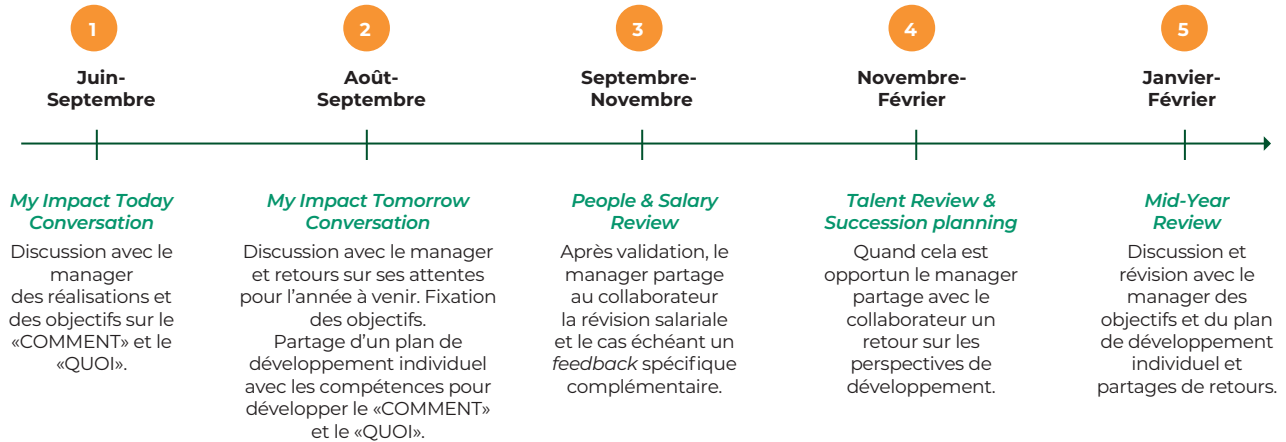 1
Juin-
Septembre
My Impact Today
Conversation
Discussion avec le
manager
des réalisations et
des objectifs sur le
«COMMENT» et le
«QUOI».
2
Août-
Septembre
My Impact Tomorrow
Conversation
Discussion avec le manager
et retours sur ses attentes
pour l’année à venir. Fixation
des objectifs.
Partage d’un plan de
développement individuel
avec les compétences pour
développer le «COMMENT»
et le «QUOI».
3
Septembre-
Novembre
People & Salary
Review
Après validation, le
manager partage
au collaborateur
la révision salariale
et le cas échéant un
feedback spécifique
complémentaire.
4
Novembre-
Février
Talent Review &
Succession planning
Quand cela est
opportun le manager
partage avec le
collaborateur un
retour sur les
perspectives de
développement.
5
Janvier-
Février
Mid-Year
Review
Discussion et
révision avec le
manager des
objectifs et du plan
de développement
individuel et
partages de retours.